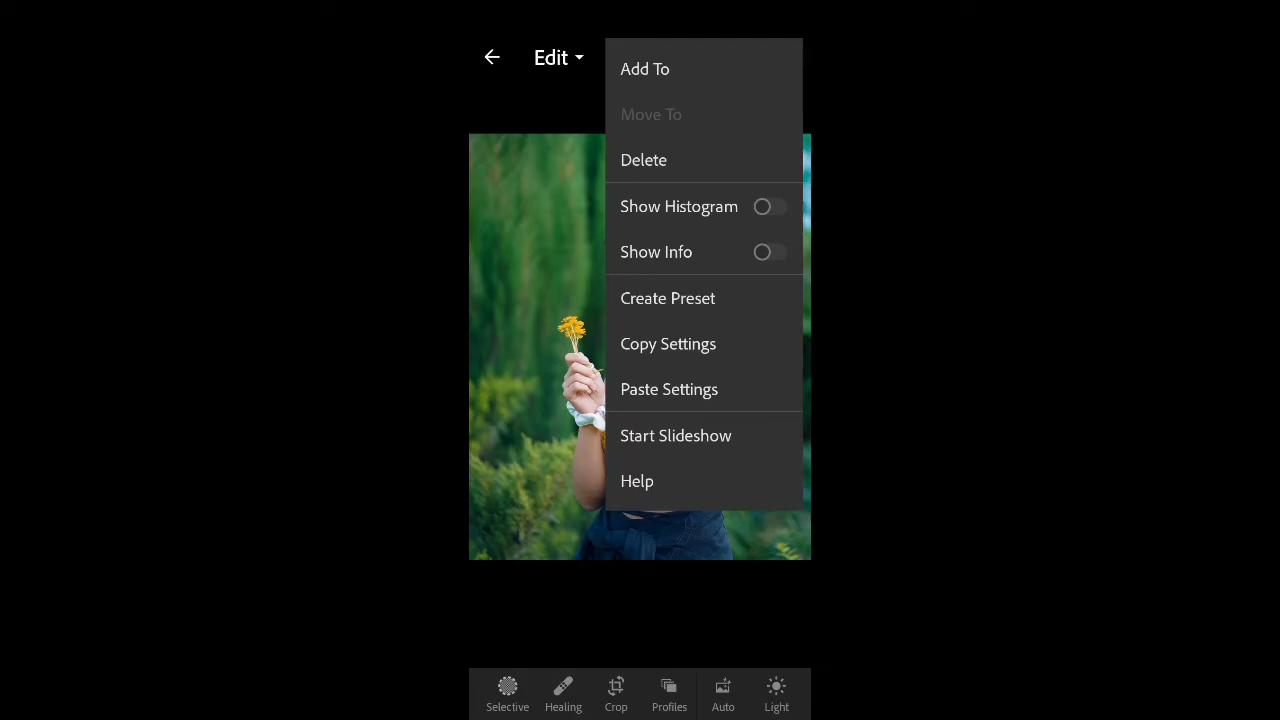 Edit
Add To
Move To
Delete
Show Histogram
Show Info
Create Preset
Copy Settings
Paste Settings
Start Slideshow
Help
Selective Healing Crop Profiles Auto Light